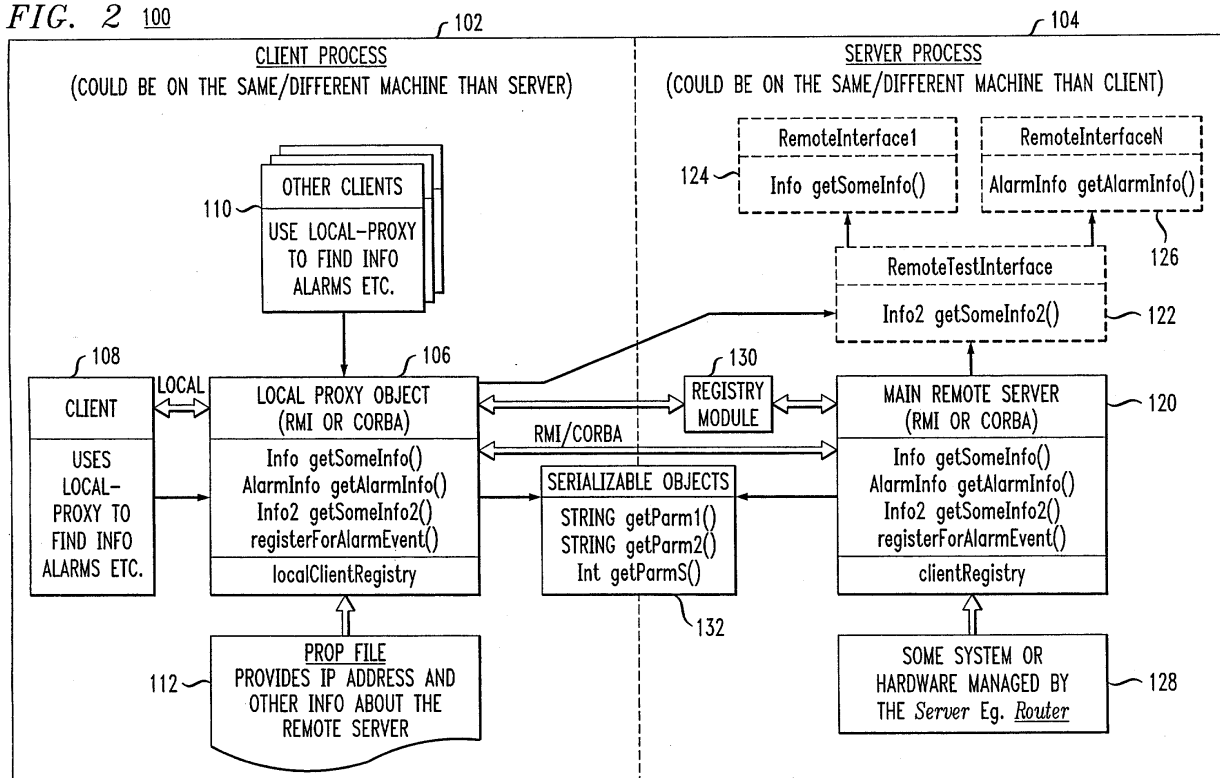 FIG. 2 100
102
104
CLIENT PROCESS
(COULD BE ON THE SAME/DIFFERENT MACHINE THAN SERVER)
SERVER PROCESS
(COULD BE ON THE SAME/DIFFERENT MACHINE THAN CLIENT)
OTHER CLIENTS
USE LOCAL-PROXY
TO FIND INFO
ALARMS ETC.
110
RemoteInterface1
Info getSomeInfo()
124
RemoteInterfaceN
AlarmInfo getAlarmInfo()
126
RemoteTestInterface
Info2 getSomeInfo2()
122
108
CLIENT
USES
LOCAL-
PROXY TO
FIND INFO
ALARMS ETC.
LOCAL
106
LOCAL PROXY OBJECT
(RMI OR CORBA)
Info getSomeInfo()
AlarmInfo getAlarmInfo()
Info2 getSomeInfo2()
registerForAlarmEvent()
localClientRegistry
130
REGISTRY
MODULE
RMI/CORBA
SERIALIZABLE OBJECTS
STRING getParm1()
STRING getParm2()
Int getParmS()
132
MAIN REMOTE SERVER
(RMI OR CORBA)
Info getSomeInfo()
AlarmInfo getAlarmInfo()
Info2 getSomeInfo2()
registerForAlarmEvent()
clientRegistry
120
PROP FILE
PROVIDES IP ADDRESS AND
OTHER INFO ABOUT THE
REMOTE SERVER
112
SOME SYSTEM OR
HARDWARE MANAGED BY
THE Server Eg. Router
128